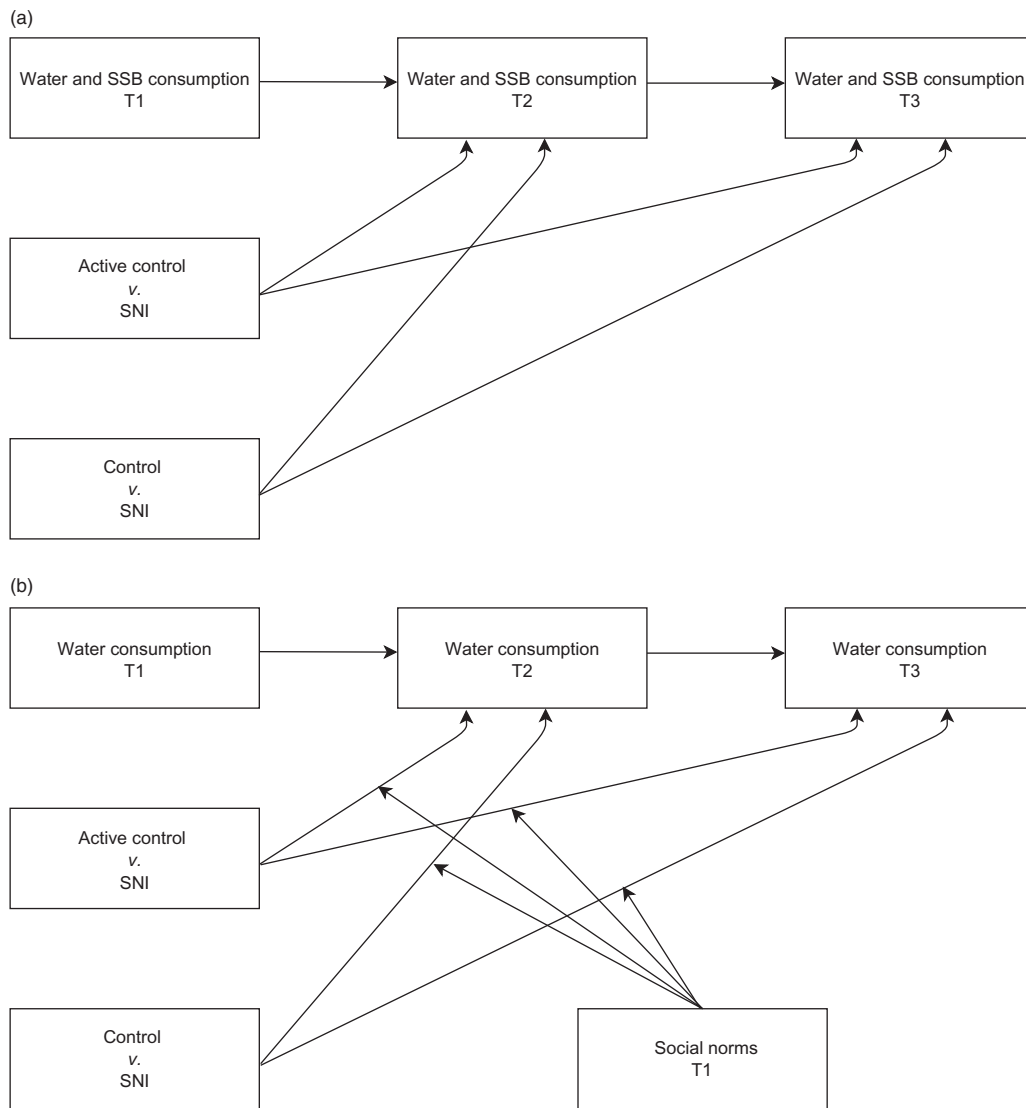 (a)
Water and SSB consumption
T1
Water and SSB consumption
T2
Water and SSB consumption
T3
Active control
v.
SNI
Control
v.
SNI
(b)
Water consumption
T1
Water consumption
T2
Water consumption
T3
Active control
v.
SNI
Control
v.
SNI
Social norms
T1